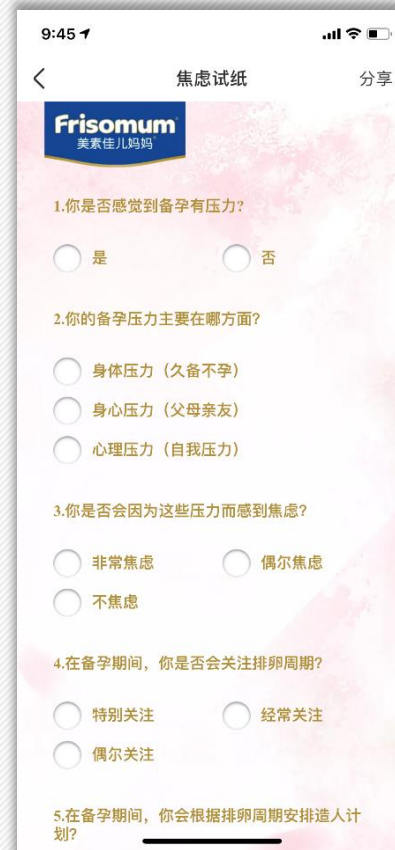 9:45
焦虑试纸
分享
Frisomum
美素佳儿妈妈
1.你是否感觉到备孕有压力?
是
否
2.你的备孕压力主要在哪方面?
身体压力（久备不孕）
身心压力（父母亲友）
心理压力（自我压力）
3.你是否会因为这些压力而感到焦虑?
非常焦虑
偶尔焦虑
不焦虑
4.在备孕期间，你是否会关注排卵周期?
特别关注
经常关注
偶尔关注
5.在备孕期间，你会根据排卵周期安排造人计
划?